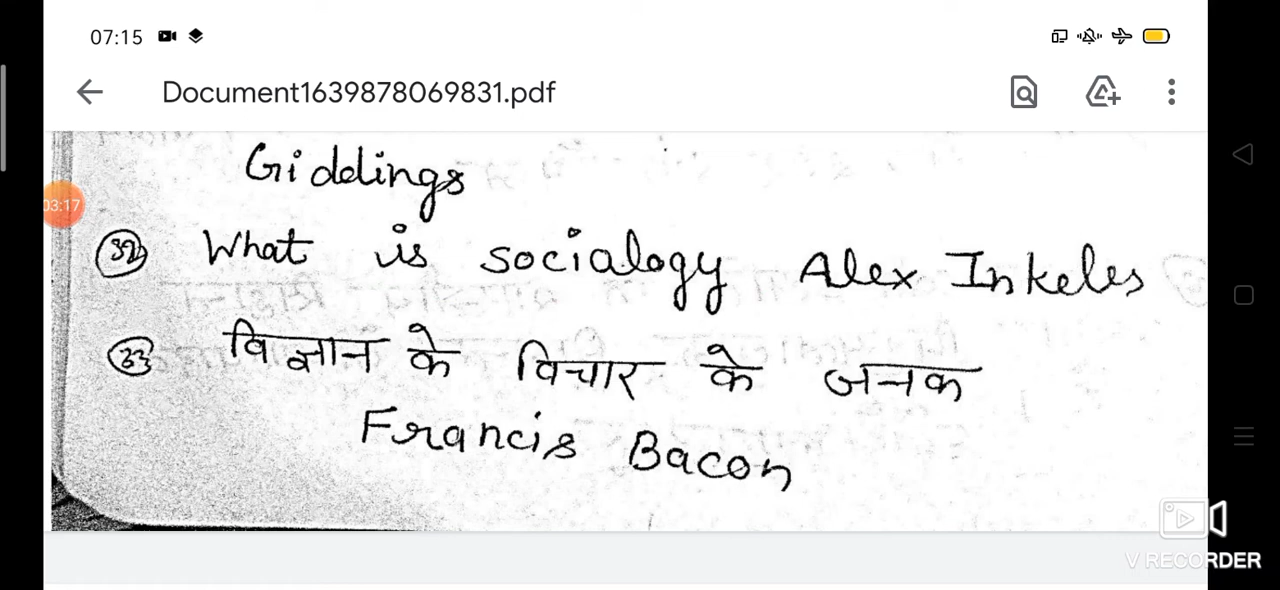 07:15
Document1639878069831.pdf
Giddings
03:17
32 What is socialogy Alex Inkeles
33 विज्ञान के विचार के जनक
Francis Bacon
V RECORDER